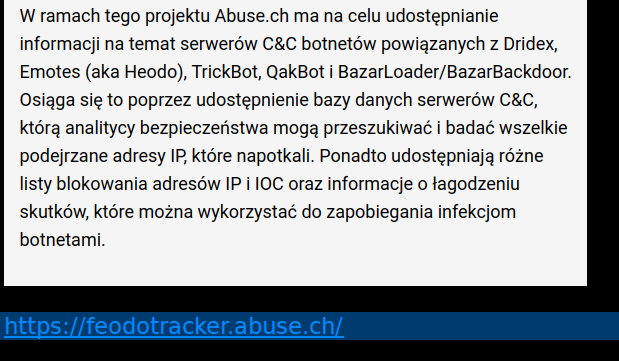 W ramach tego projektu Abuse.ch ma na celu udostępnianie
informacji na temat serwerów C&C botnetów powiązanych z Dridex,
Emotes (aka Heodo), TrickBot, QakBot i BazarLoader/BazarBackdoor.
Osiąga się to poprzez udostępnienie bazy danych serwerów C&C,
którą analitycy bezpieczeństwa mogą przeszukiwać i badać wszelkie
podejrzane adresy IP, które napotkali. Ponadto udostępniają różne
listy blokowania adresów IP i IOC oraz informacje o łagodzeniu
skutków, które można wykorzystać do zapobiegania infekcjom
botnetami.
https://feodotracker.abuse.ch/